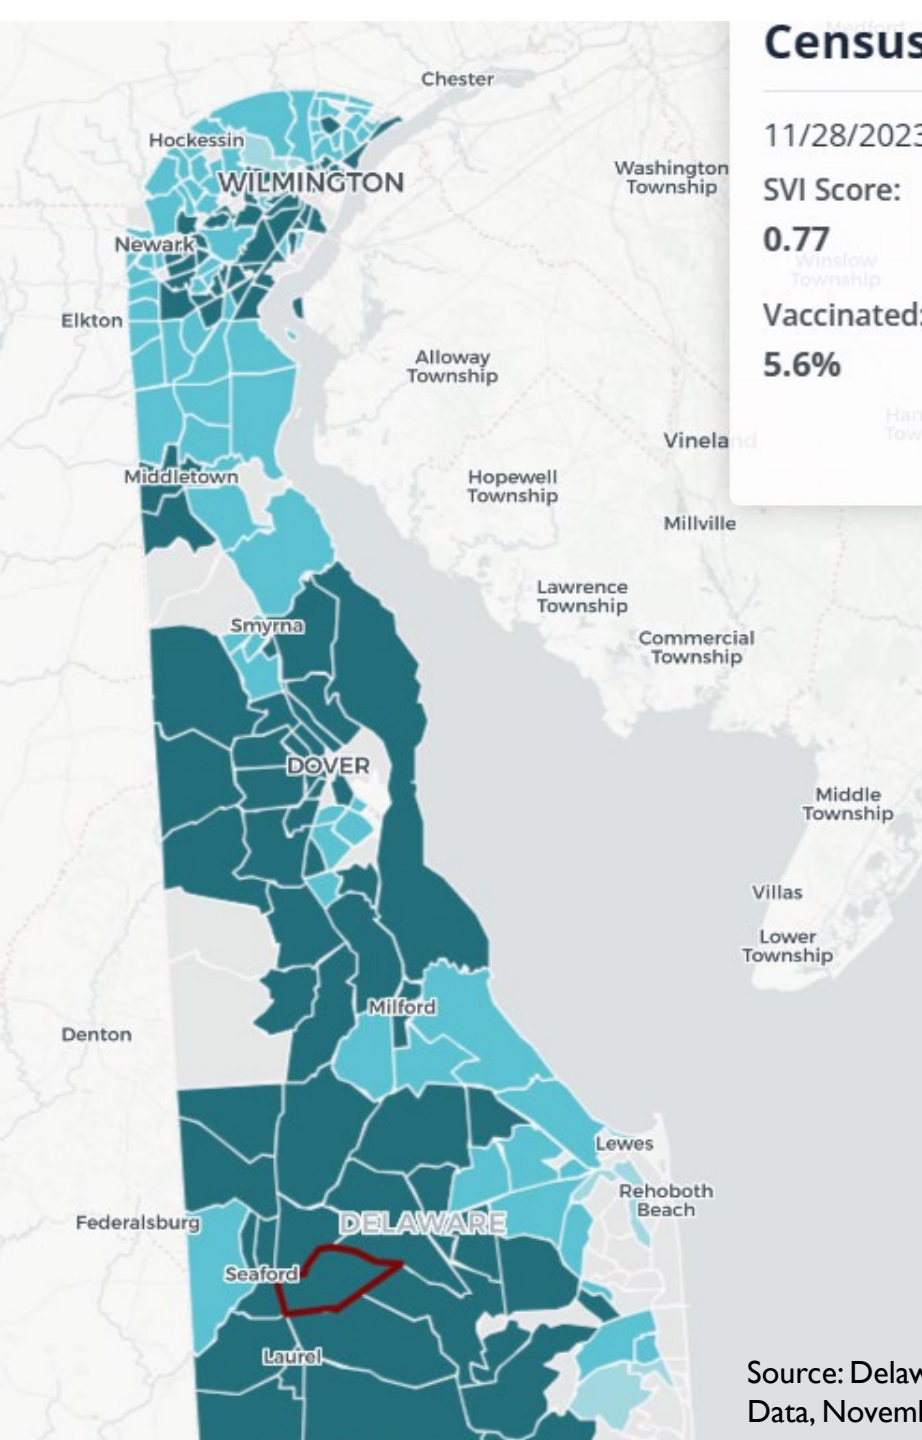 Chester
Census
Hockessin
11/28/2023
WILMINGTON
Washington
Township
SVI Score:
0.77
Newark
Winslow
Township
Elkton
Vaccinated:
5.6%
Alloway
Township
Vineland
Middletown
Hopewell
Township
Millville
Lawrence
Township
Smyrna
Commercial
Township
DOVER
Middle
Township
Villas
Lower
Township
Milford
Denton
Lewes
Rehoboth
Beach
Federalsburg
DELAWARE
Seaford
Laurel
Source: Delaw
Data, Novemb